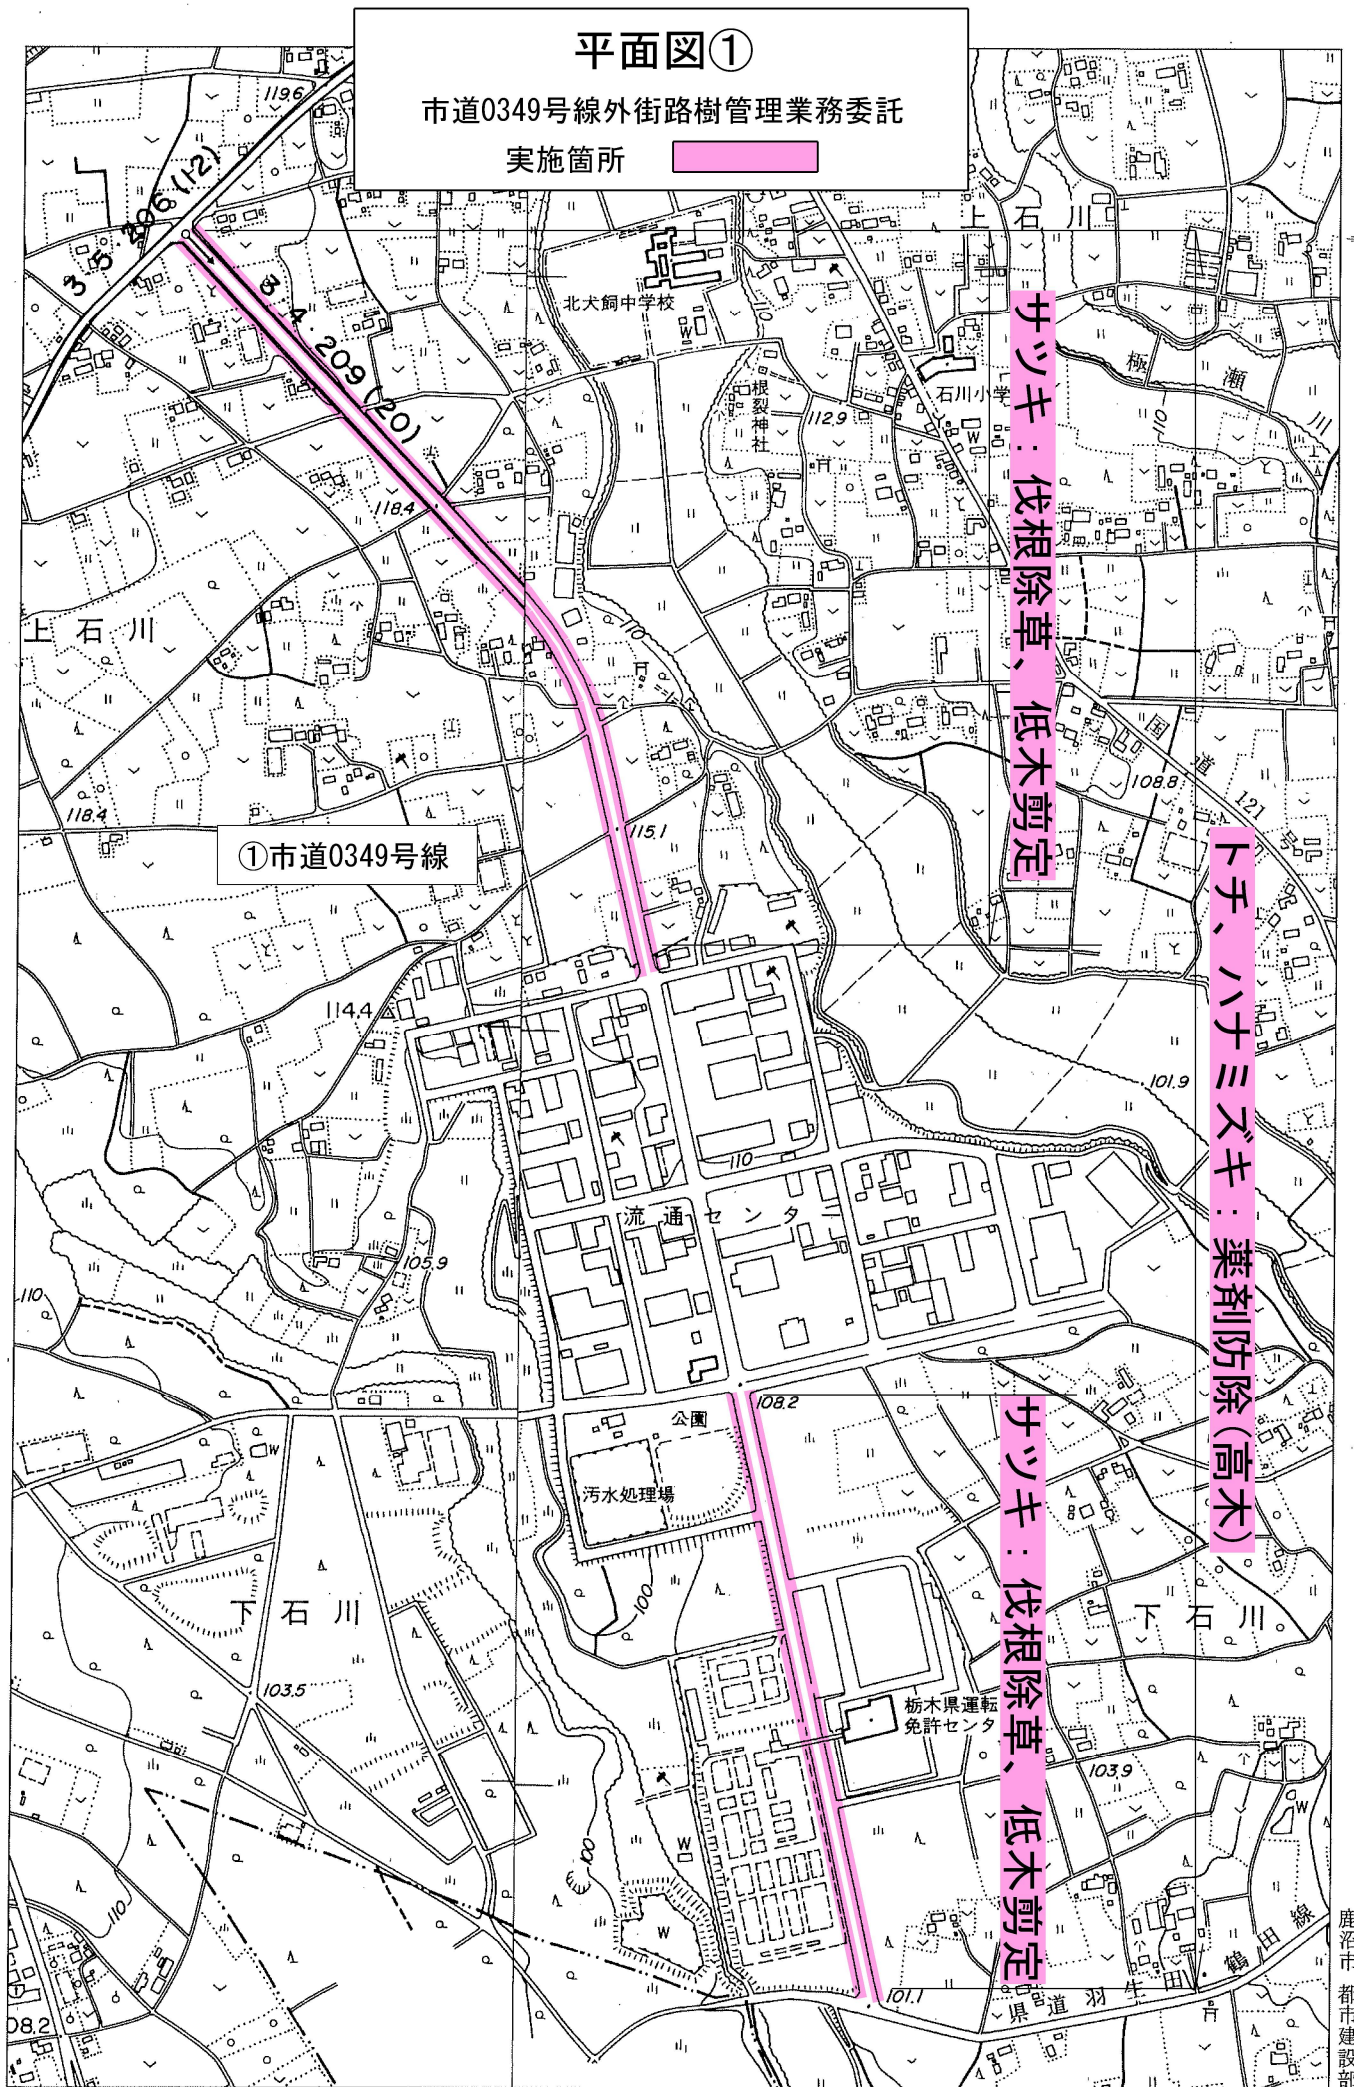 平面図①
市道0349号線外街路樹管理業務委託
実施箇所
119.6
3・5・206(12)
3・4・209(20)
上石川
北犬飼中学校
W
110
根裂神社
112.9
石川小学
W
極瀬川
110
サツキ：伐根除草、低木剪定
118.4
上石川
110
118.4
①市道0349号線
115.1
国道121号
108.8
トチ、ハナミズキ：薬剤防除(高木)
114.4
101.9
110
流通センター
105.9
110
108.2
公園
W
汚水処理場
サツキ：伐根除草、低木剪定
100
下石川
下石川
103.5
栃木県運転
免許センタ
103.9
W
100
W
W
110
101.1
県道羽生田鶴田線
08.2
鹿沼市 都市建設部